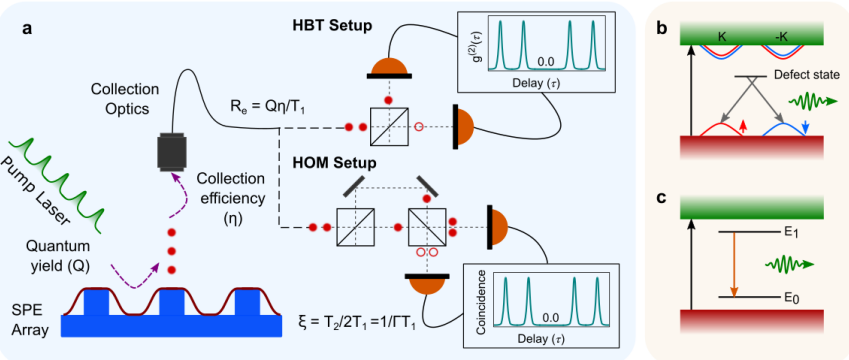 a
HBT Setup
g(2)(τ)
0.0
Delay (τ)
Collection
Optics
Re = Qη/T1
Pump Laser
Collection
efficiency
(η)
HOM Setup
Quantum
yield (Q)
SPE
Array
ξ = T2/2T1 =1/ΓT1
Coincidence
0.0
Delay (τ)
b
K
-K
Defect state
c
E1
E0